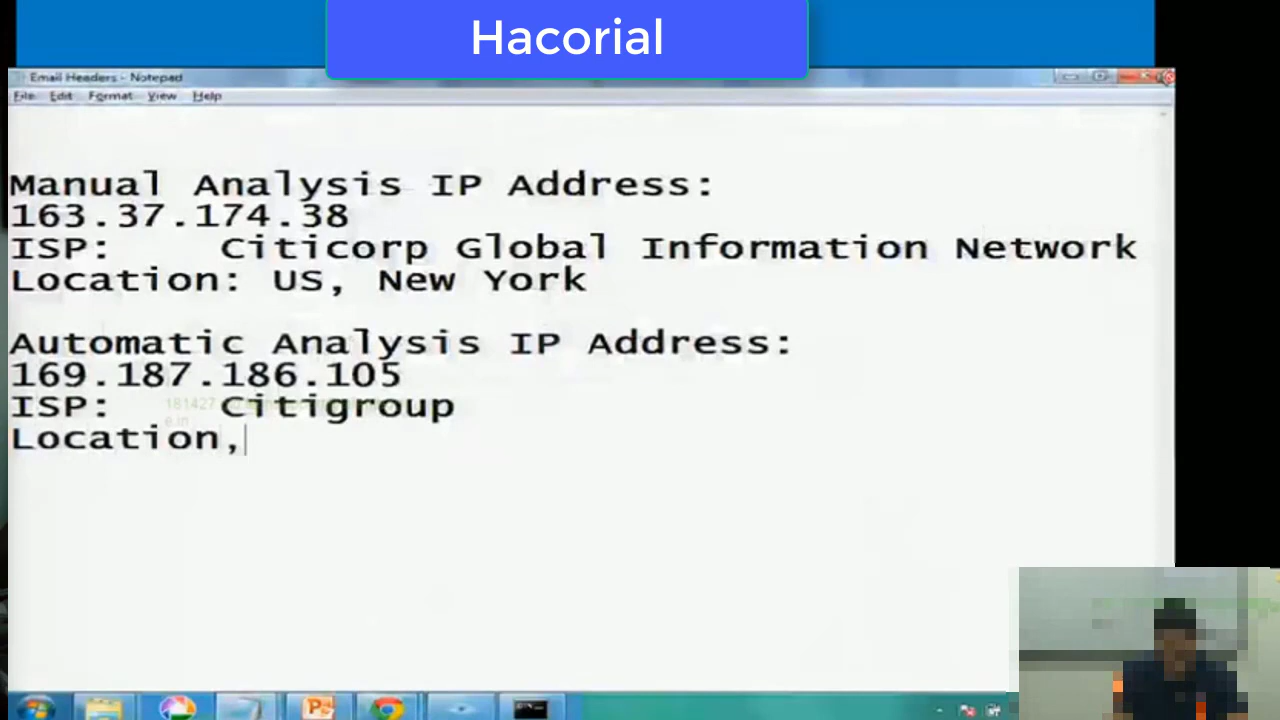 Hacorial
Email Headers - Notepad
File Edit Format View Help
Manual Analysis IP Address:
163.37.174.38
ISP: Citicorp Global Information Network
Location: US, New York
Automatic Analysis IP Address:
169.187.186.105
ISP: Citigroup
Location,